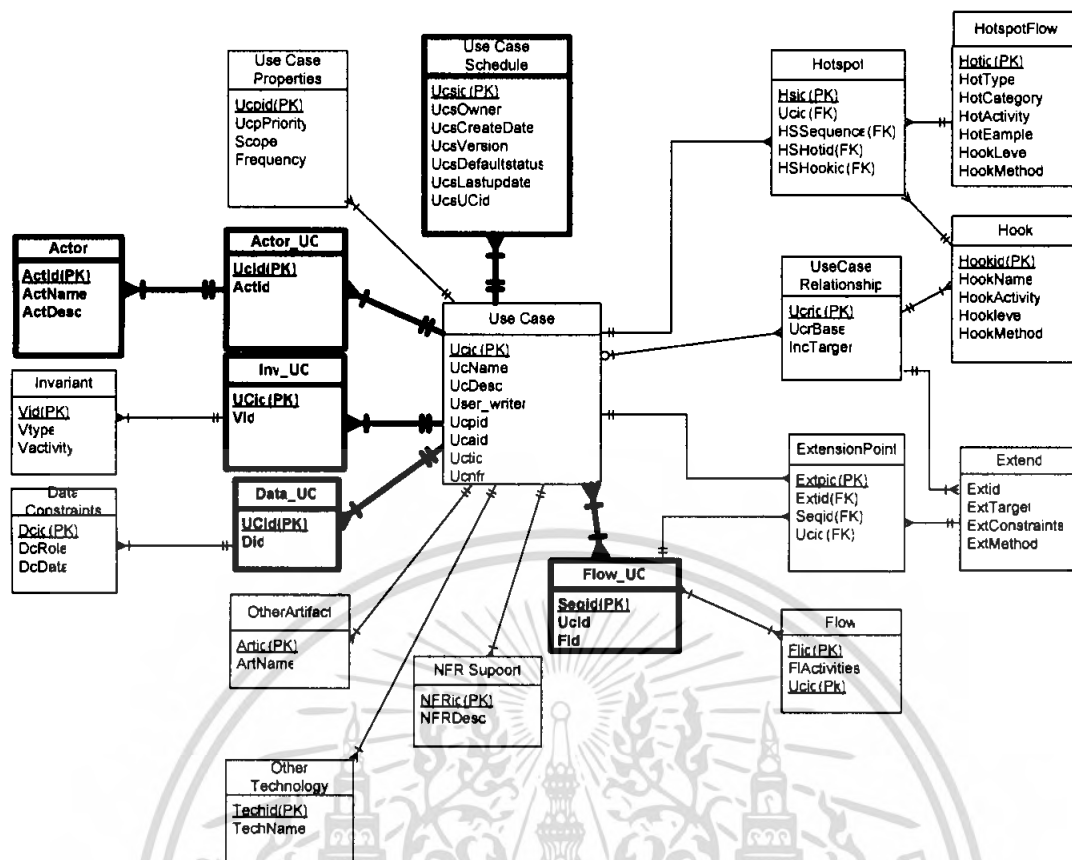 Use Case
Properties
Ucpid(PK)
UcpPriority
Scope
Frequency
Use Case
Schedule
Ucsic(PK)
UcsOwner
UcsCreateDate
UcsVersion
UcsDefaultstatus
UcsLastupdate
UcsUCid
Hotspot
Hsic(PK)
Ucic(FK)
HSSequence(FK)
HSHotid(FK)
HSHookic(FK)
HotspotFlow
Hotic(PK)
HotType
HotCategory
HotActivity
HotEample
HookLeve
HookMethod
Actor
Actid(PK)
ActName
ActDesc
Actor_UC
Ucid(PK)
Actid
Hook
Hookid(PK)
HookName
HookActivity
Hookleve
HookMethod
UseCase
Relationship
Ucric(PK)
UcrBase
IncTarger
Use Case
Ucic(PK)
UcName
UcDesc
User_writer
Ucpid
Ucaid
Uctic
Ucnfr
Invariant
Vid(PK)
Vtype
Vactivity
Inv_UC
UCic(PK)
Vid
ExtensionPoint
Extpic(PK)
Extid(FK)
Seqid(FK)
Ucic(FK)
Extend
Extid
ExtTarget
ExtConstraints
ExtMethod
Data
Constraints
Dcic(PK)
DcRole
DcData
Data_UC
UCid(PK)
Did
Flow_UC
Seqid(PK)
Ucid
Fid
OtherArtifact
Artic(PK)
ArtName
NFR Supoort
NFRic(PK)
NFRDesc
Flow
Flic(PK)
FlActivities
Ucic(Pk)
Other
Technology
Techid(PK)
TechName